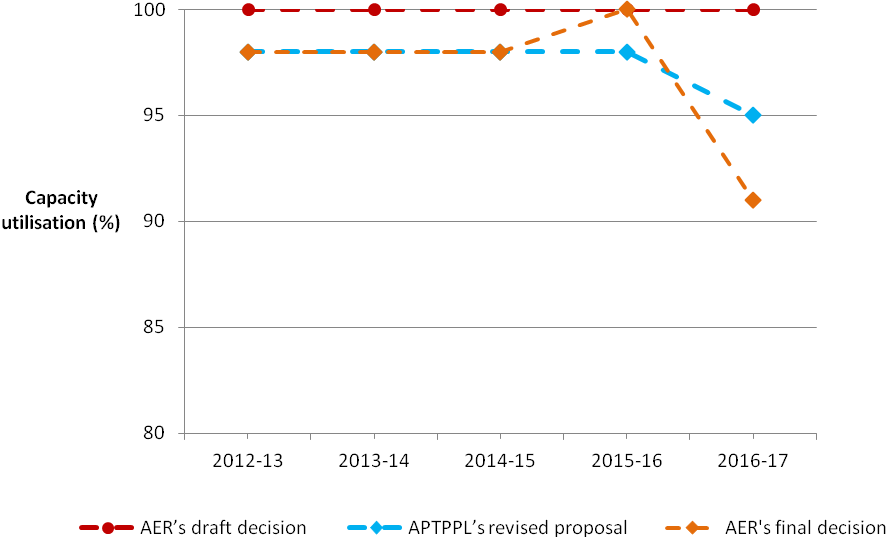 100
95
90
85
80
Capacity
utilisation (%)
2012-13 2013-14 2014-15 2015-16 2016-17
AER’s draft decision APTPPL’s revised proposal AER's final decision